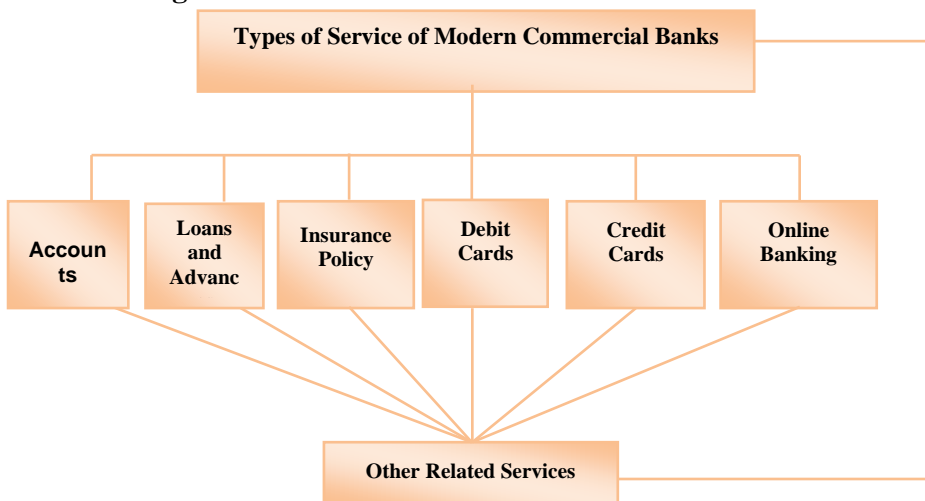 Types of Service of Modern Commercial Banks
Accoun
ts
Loans
and
Advanc
Insurance
Policy
Debit
Cards
Credit
Cards
Online
Banking
Other Related Services